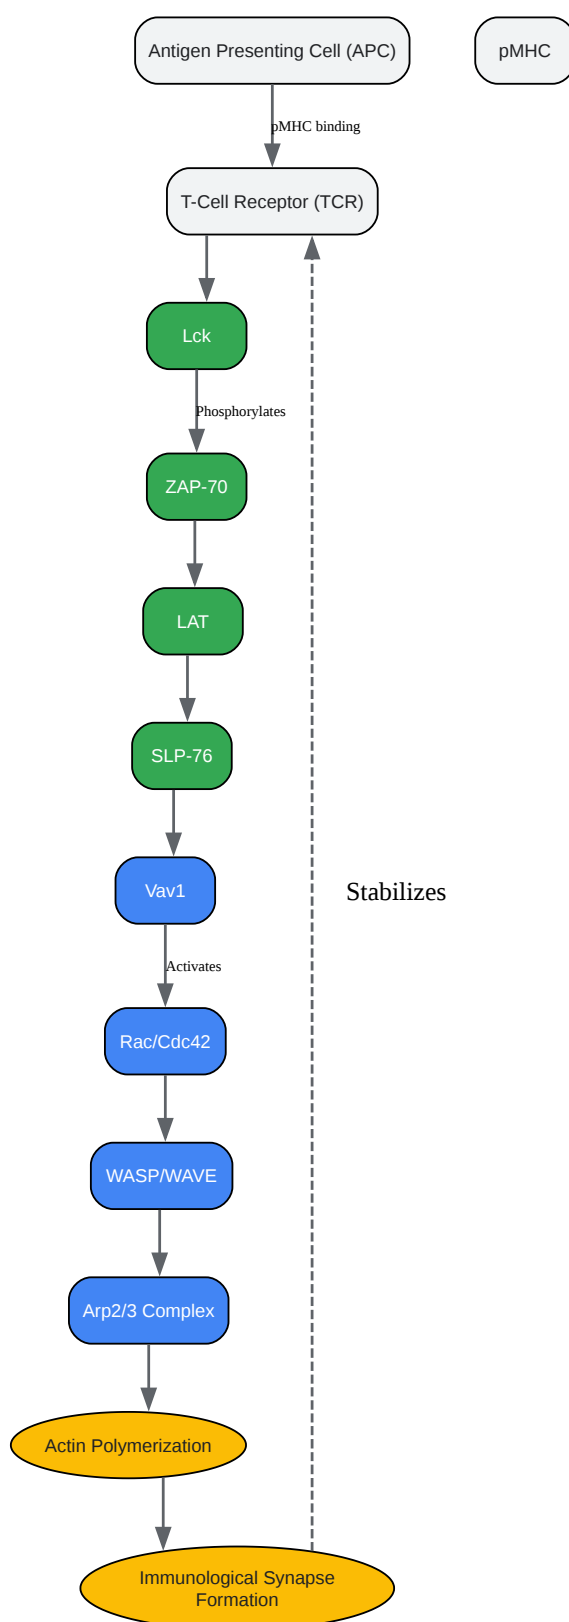 Antigen Presenting Cell (APC)
pMHC
pMHC binding
T-Cell Receptor (TCR)
Lck
Phosphorylates
ZAP-70
LAT
SLP-76
Vav1
Stabilizes
Activates
Rac/Cdc42
WASP/WAVE
Arp2/3 Complex
Actin Polymerization
Immunological Synapse
Formation